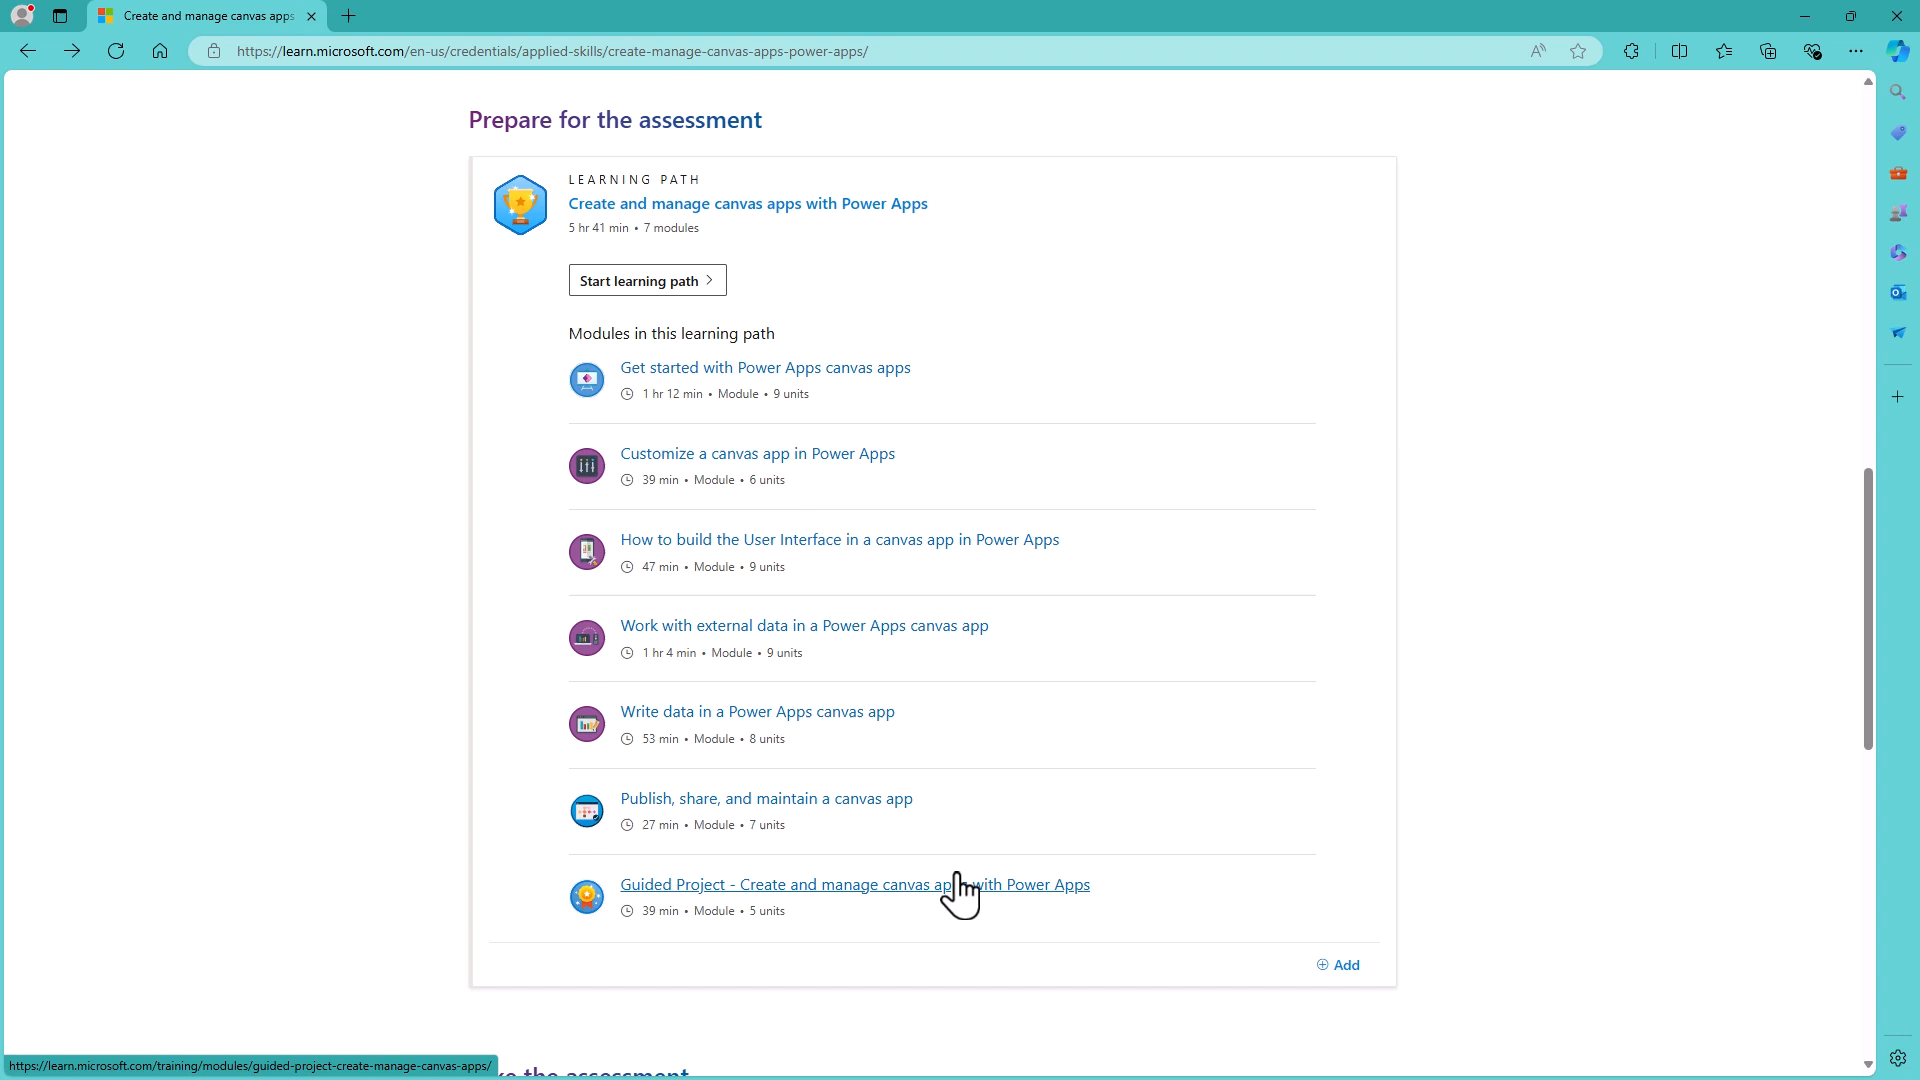 Create and manage canvas apps
https://learn.microsoft.com/en-us/credentials/applied-skills/create-manage-canvas-apps-power-apps/
Prepare for the assessment
LEARNING PATH
Create and manage canvas apps with Power Apps
5 hr 41 min • 7 modules
Start learning path
Modules in this learning path
Get started with Power Apps canvas apps
1 hr 12 min • Module • 9 units
Customize a canvas app in Power Apps
39 min • Module • 6 units
How to build the User Interface in a canvas app in Power Apps
47 min • Module • 9 units
Work with external data in a Power Apps canvas app
1 hr 4 min • Module • 9 units
Write data in a Power Apps canvas app
53 min • Module • 8 units
Publish, share, and maintain a canvas app
27 min • Module • 7 units
Guided Project - Create and manage canvas apps with Power Apps
39 min • Module • 5 units
Add
https://learn.microsoft.com/training/modules/guided-project-create-manage-canvas-apps/
the assessment